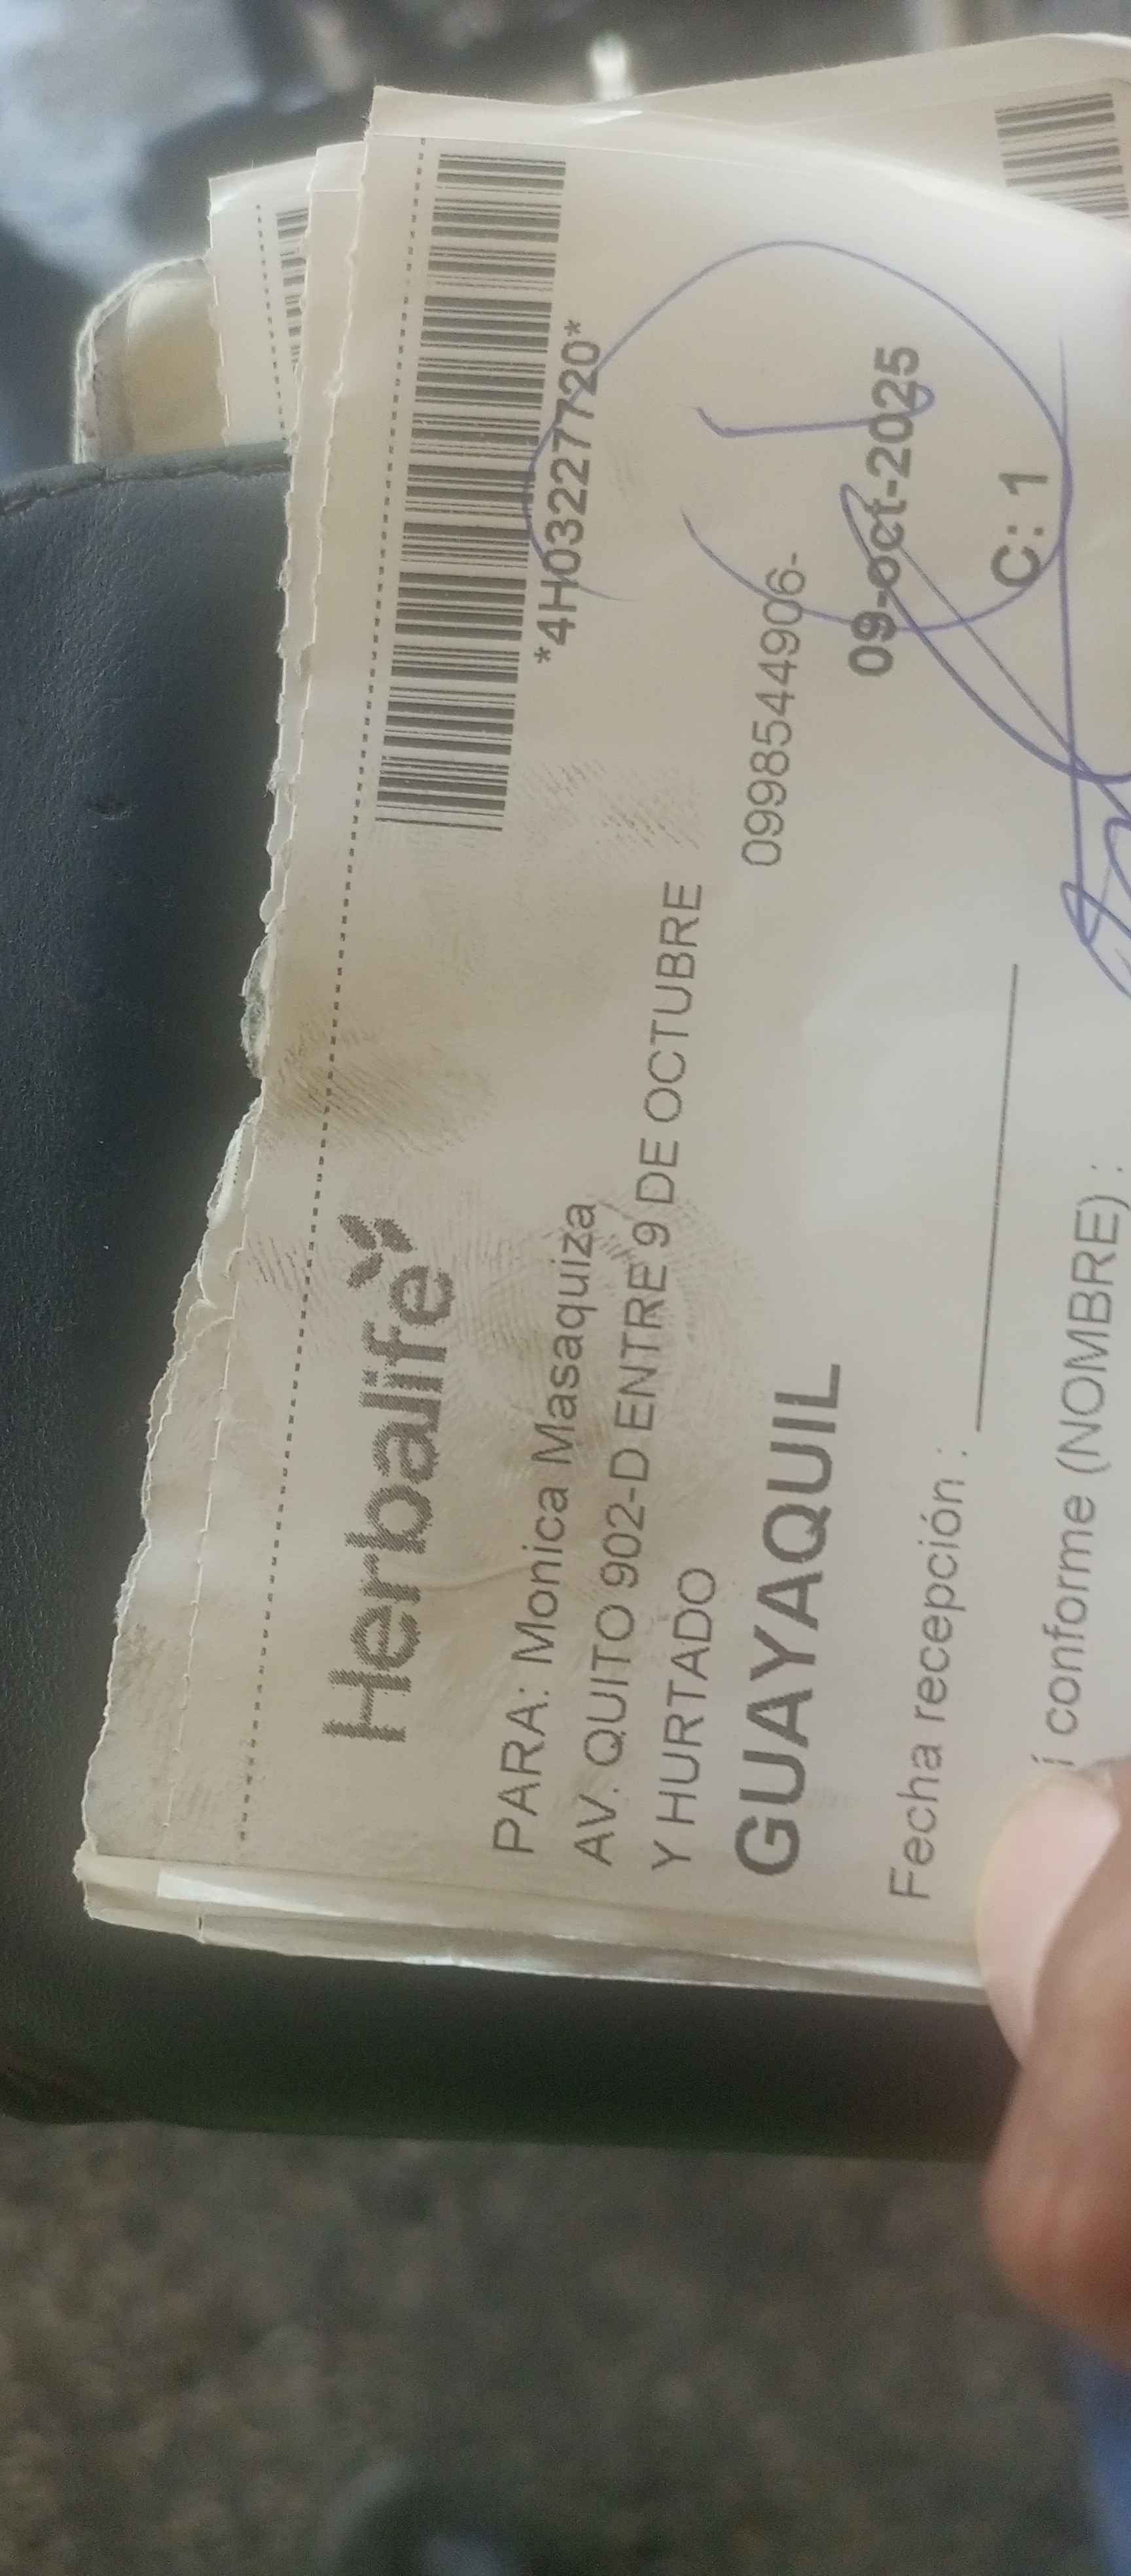 Herbalife
*4H03227720*
PARA: Monica Masaquiza
AV. QUITO 902-D ENTRE 9 DE OCTUBRE
Y HURTADO
0998544906-
GUAYAQUIL
09-oct-2025
Fecha recepción :
C: 1
í conforme (NOMBRE) :